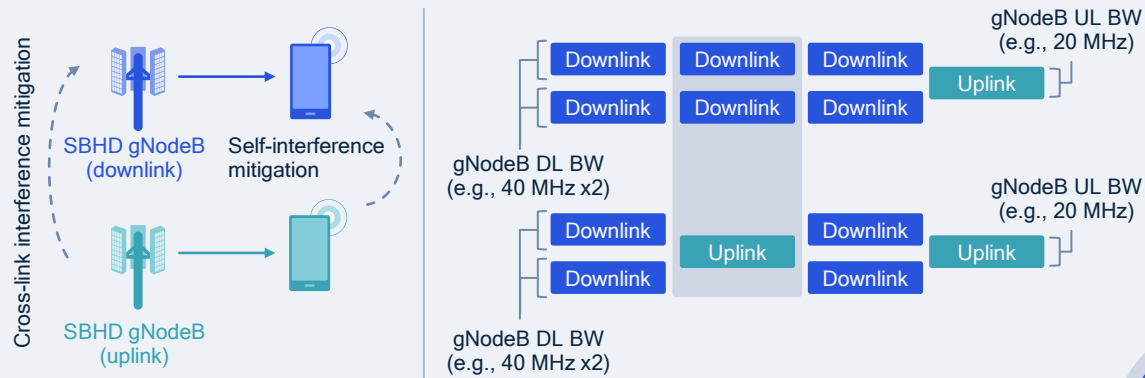 Cross-link interference mitigation
SBHD gNodeB
(downlink)
Self-interference
mitigation
SBHD gNodeB
(uplink)
gNodeB UL BW
(e.g., 20 MHz)
Downlink
Downlink
Downlink
Uplink
Downlink
Downlink
Downlink
gNodeB DL BW
(e.g., 40 MHz x2)
gNodeB UL BW
(e.g., 20 MHz)
Downlink
Downlink
Uplink
Uplink
Downlink
Downlink
gNodeB DL BW
(e.g., 40 MHz x2)